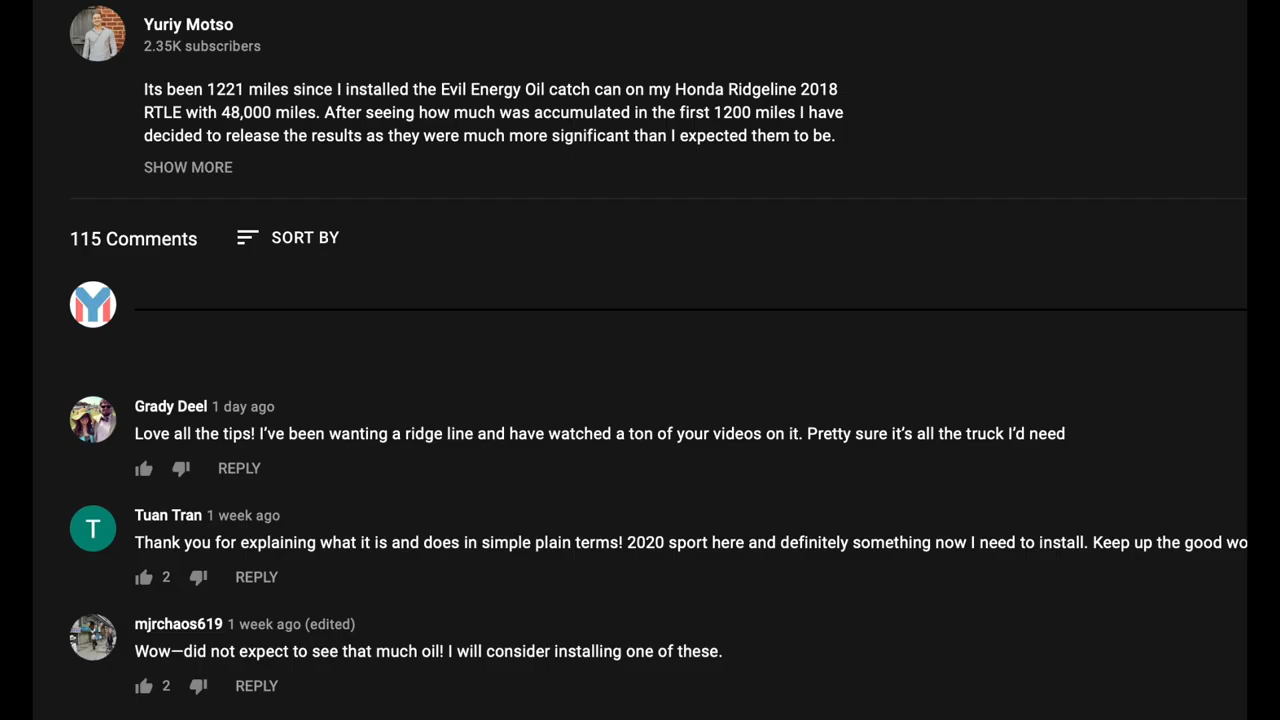 Yuriy Motso
2.35K subscribers
Its been 1221 miles since I installed the Evil Energy Oil catch can on my Honda Ridgeline 2018
RTLE with 48,000 miles. After seeing how much was accumulated in the first 1200 miles I have
decided to release the results as they were much more significant than I expected them to be.
SHOW MORE
115 Comments SORT BY
Grady Deel 1 day ago
Love all the tips! I’ve been wanting a ridge line and have watched a ton of your videos on it. Pretty sure it’s all the truck I’d need
REPLY
T
Tuan Tran 1 week ago
Thank you for explaining what it is and does in simple plain terms! 2020 sport here and definitely something now I need to install. Keep up the good wo
2 REPLY
mjrchaos619 1 week ago (edited)
Wow—did not expect to see that much oil! I will consider installing one of these.
2 REPLY